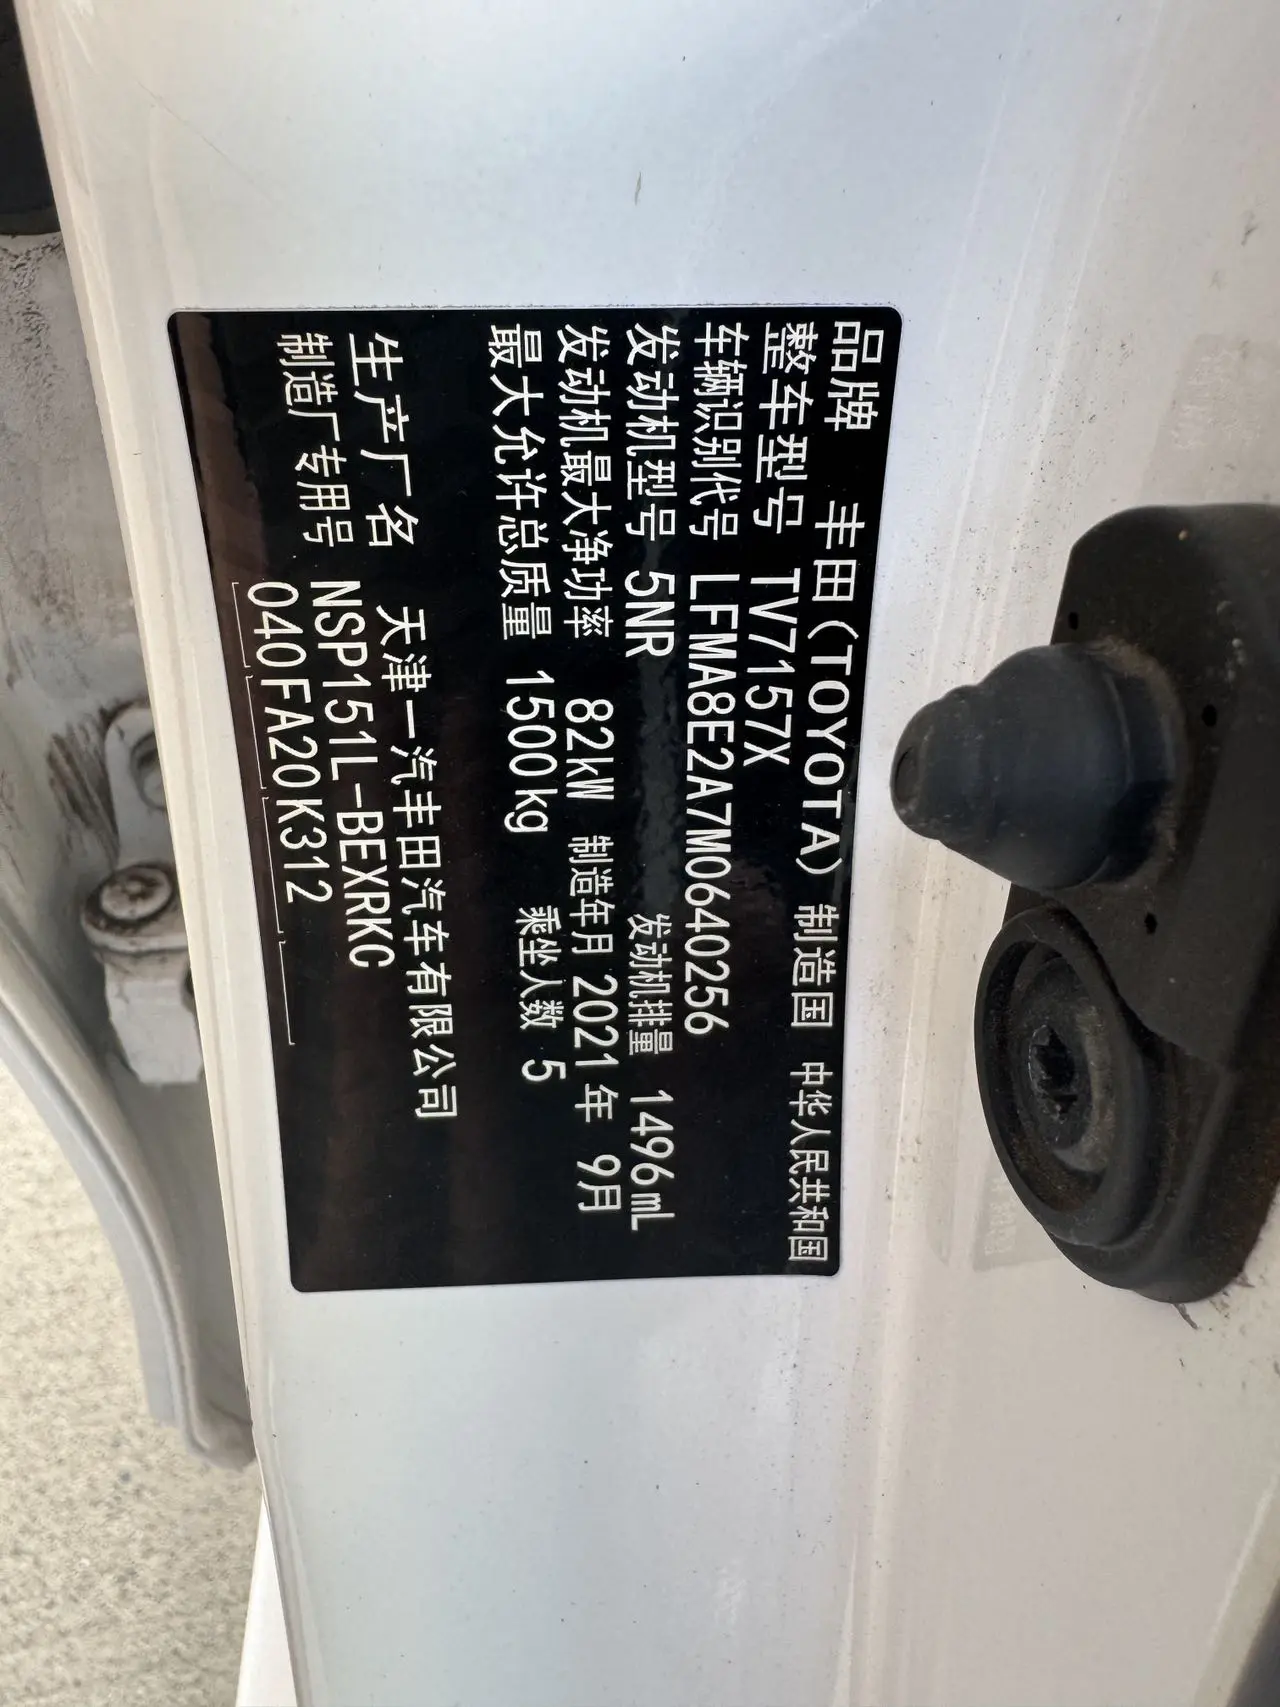 品牌 丰田(TOYOTA) 制造国 中华人民共和国
整车型号 TV7157X
车辆识别代号 LFMA8E2A7M0640256
发动机型号 5NR 发动机排量 1496mL
发动机最大净功率 82kW 制造年月 2021年 9月
最大允许总质量 1500kg 乘坐人数 5
生产厂名 天津一汽丰田汽车有限公司
制造厂专用号 NSP151L-BEXRKC
040FA20K312